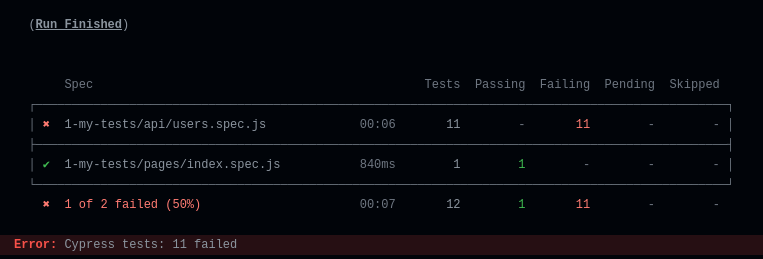 (Run Finished)
Spec Tests Passing Failing Pending Skipped
✖ 1-my-tests/api/users.spec.js 00:06 11 - 11 - -
✔ 1-my-tests/pages/index.spec.js 840ms 1 1 - - -
✖ 1 of 2 failed (50%) 00:07 12 1 11 - -
Error: Cypress tests: 11 failed